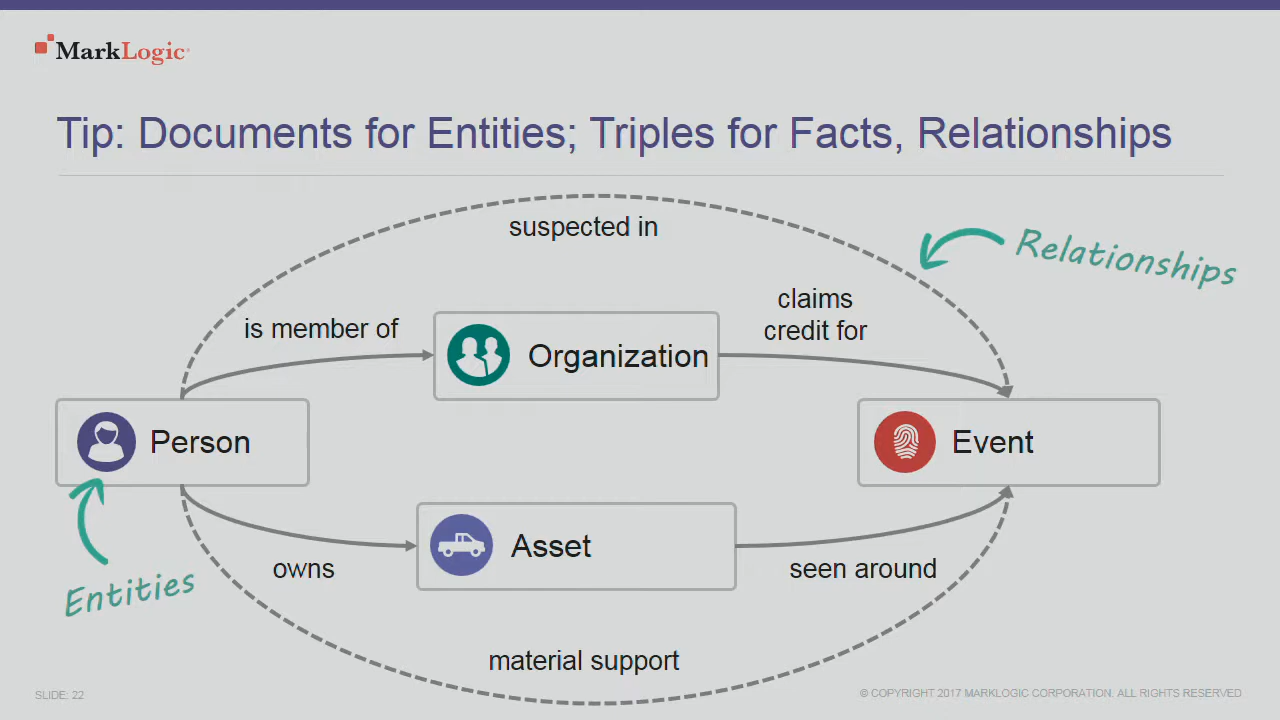 MarkLogic
Tip: Documents for Entities; Triples for Facts, Relationships
suspected in
Relationships
claims
credit for
is member of
Organization
Person
Event
Asset
owns
seen around
Entities
material support
SLIDE: 22
© COPYRIGHT 2017 MARKLOGIC CORPORATION. ALL RIGHTS RESERVED